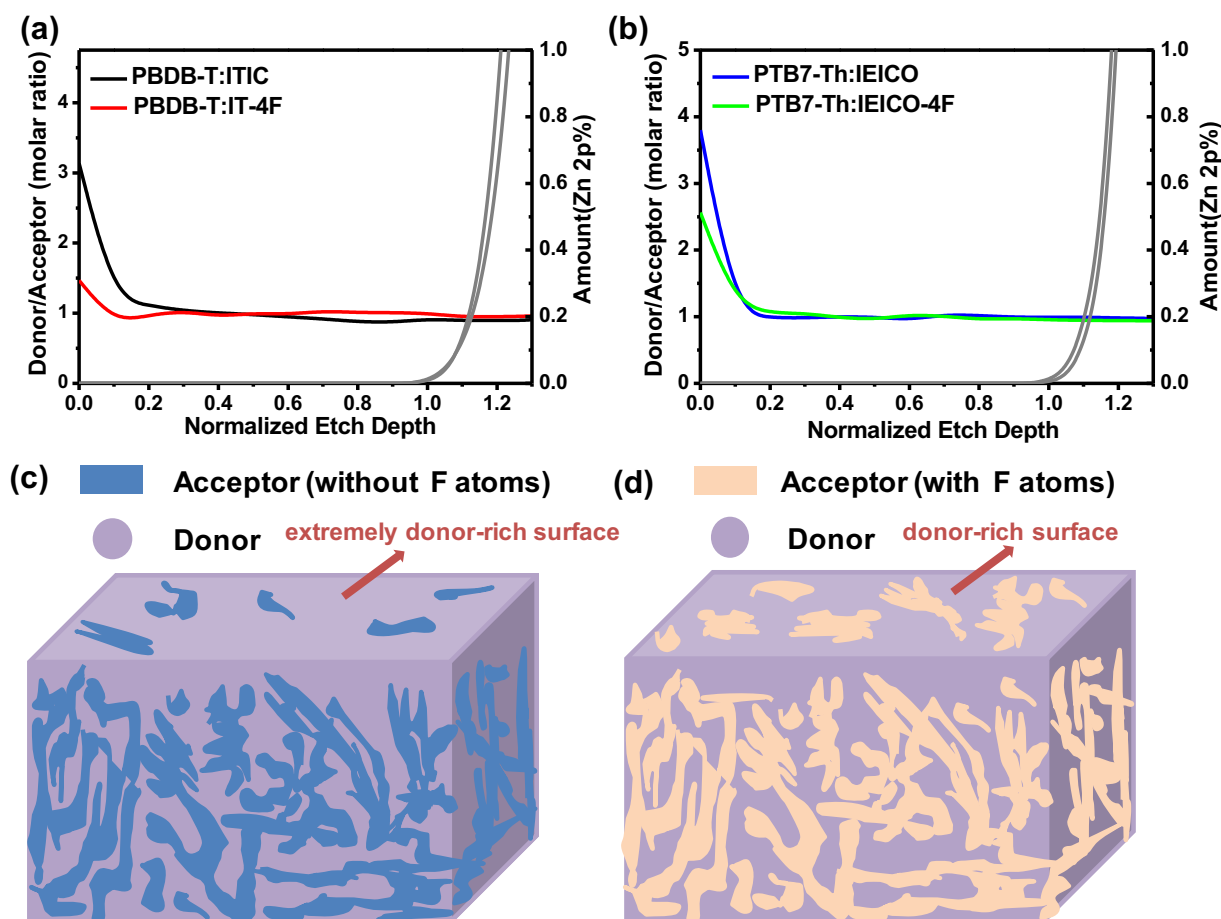 (a)
PBDB-T:ITIC
PBDB-T:IT-4F
Donor/Acceptor (molar ratio)
4
3
2
1
0
1.0
0.8
0.6
0.4
0.2
0.0
Amount(Zn 2p%)
0.0 0.2 0.4 0.6 0.8 1.0 1.2
Normalized Etch Depth
(b)
PTB7-Th:IEICO
PTB7-Th:IEICO-4F
Donor/Acceptor (molar ratio)
5
4
3
2
1
0
1.0
0.8
0.6
0.4
0.2
0.0
Amount(Zn 2p%)
0.0 0.2 0.4 0.6 0.8 1.0 1.2
Normalized Etch Depth
(c)
Acceptor (without F atoms)
Donor
extremely donor-rich surface
(d)
Acceptor (with F atoms)
Donor
donor-rich surface